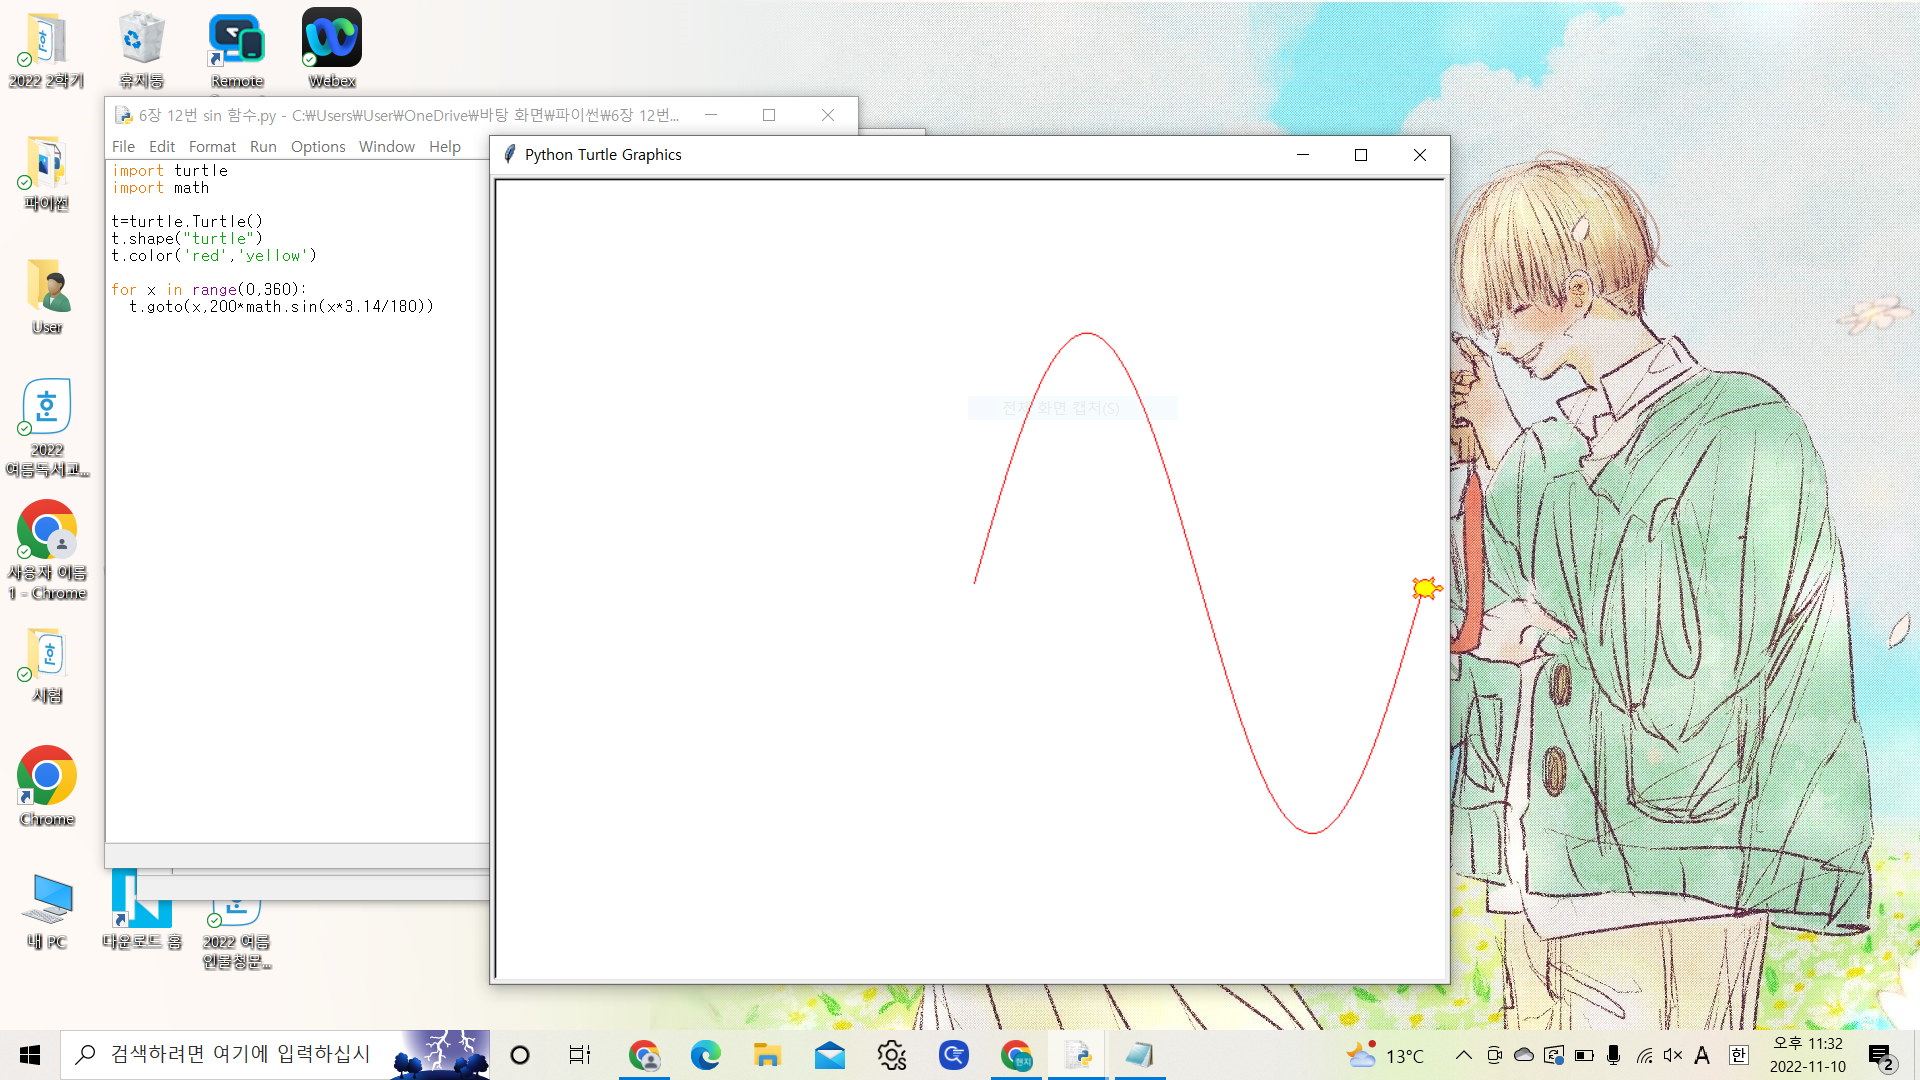 2022 2학기
휴지통
Remote
Webex
파이썬
User
2022
여름독서교...
사용자 이름
1 - Chrome
시험
Chrome
내 PC
다운로드 홈
2022 여름
인물청문...
6장 12번 sin 함수.py - C:₩Users₩User₩OneDrive₩바탕 화면₩파이썬₩6장 12번...
File Edit Format Run Options Window Help
import turtle
import math
t=turtle.Turtle()
t.shape("turtle")
t.color('red','yellow')
for x in range(0,360):
  t.goto(x,200*math.sin(x*3.14/180))
Python Turtle Graphics
전체 화면 캡처(S)
검색하려면 여기에 입력하십시
현지
13°C
A
한
오후 11:32
2022-11-10
2